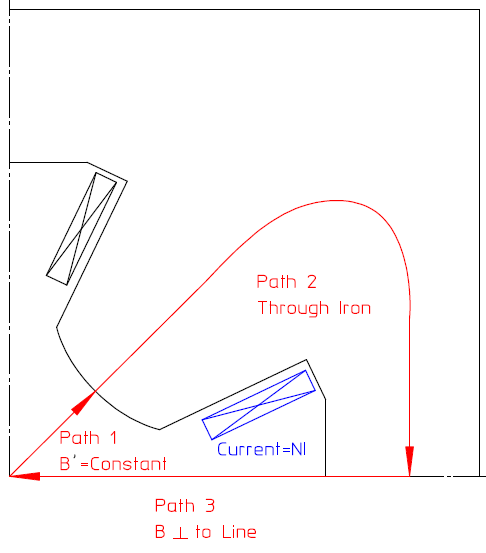 Path 2
Through Iron
Current=NI
Path 1
B'=Constant
Path 3
B ⊥ to Line